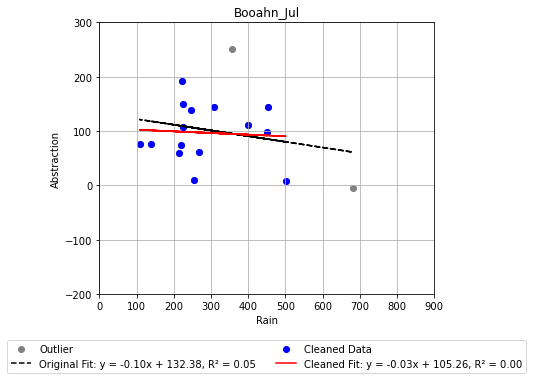 Booahn_Jul
300
200
100
0
−100
−200
Abstraction
0 100 200 300 400 500 600 700 800 900
Rain
Outlier
Original Fit: y = -0.10x + 132.38, R² = 0.05
Cleaned Data
Cleaned Fit: y = -0.03x + 105.26, R² = 0.00